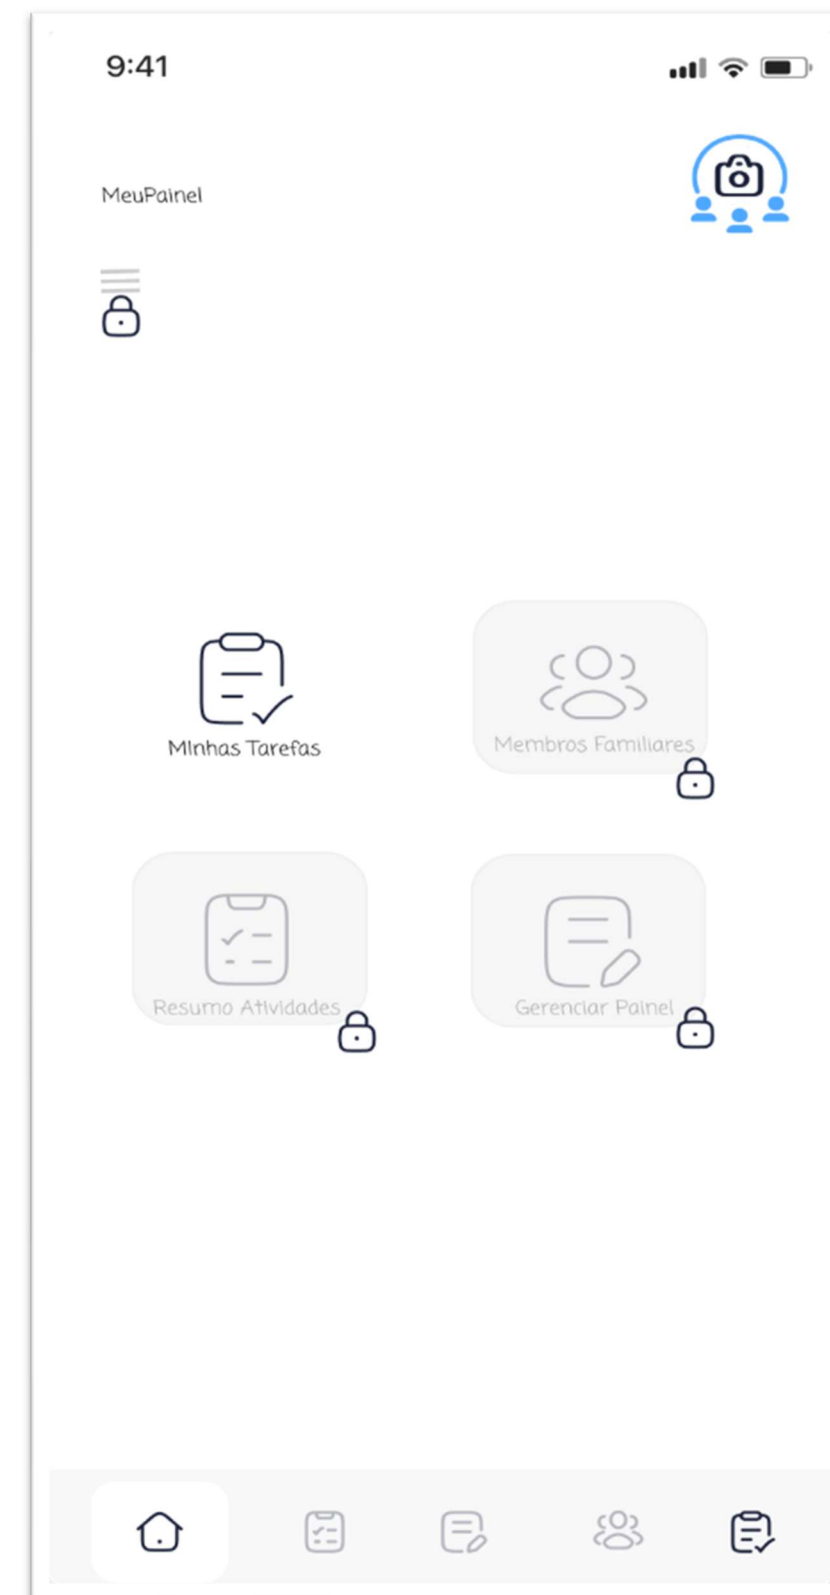 9:41
MeuPainel
MInhas Tarefas
Membros Familiares
Resumo Atividades
Gerenciar Painel